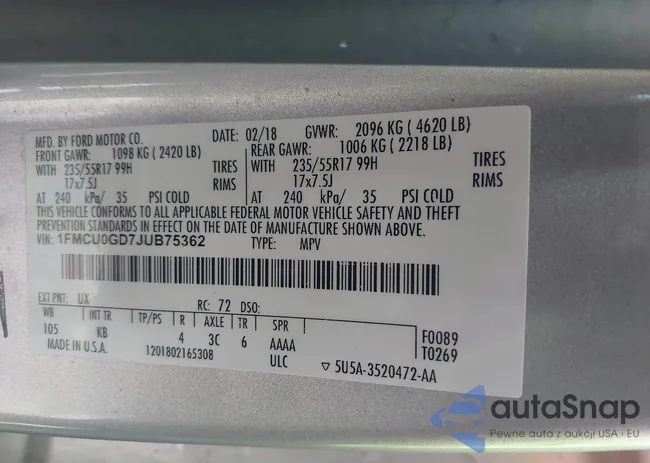 MFD. BY FORD MOTOR CO. DATE: 02/18 GVWR: 2096 KG ( 4620 LB)
FRONT GAWR: 1098 KG ( 2420 LB) REAR GAWR: 1006 KG ( 2218 LB)
WITH 235/55R17 99H TIRES WITH 235/55R17 99H TIRES
17x7.5J RIMS 17x7.5J RIMS
AT 240 kPa/ 35 PSI COLD AT 240 kPa/ 35 PSI COLD
THIS VEHICLE CONFORMS TO ALL APPLICABLE FEDERAL MOTOR VEHICLE SAFETY AND THEFT
PREVENTION STANDARDS IN EFFECT ON THE DATE OF MANUFACTURE SHOWN ABOVE.
VIN: 1FMCU0GD7JUB75362 TYPE: MPV
EXT PNT: UX RC: 72 DSO:
WB INT TR TP/PS R AXLE TR SPR F0089
105 KB 4 3C 6 AAAA T0269
MADE IN U.S.A. 1201802165308 ULC ▽ 5U5A-3520472-AA
autaSnap
Pewne auta z aukcji USA i EU